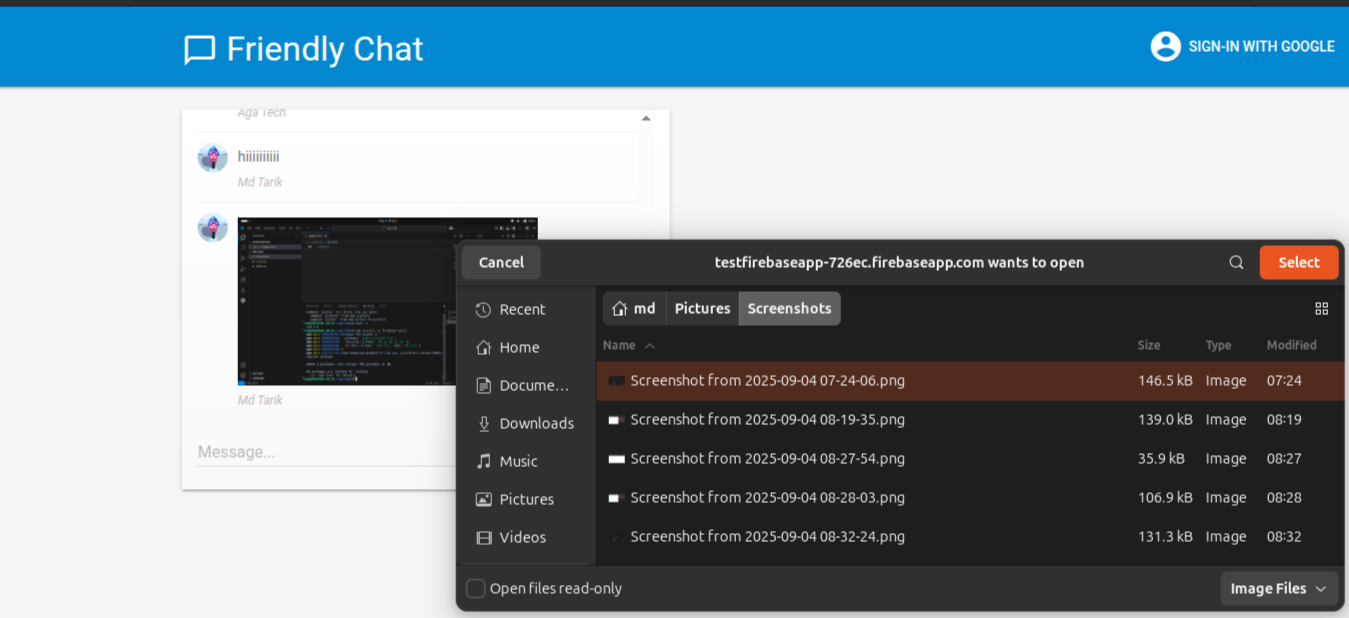 Friendly Chat
SIGN-IN WITH GOOGLE
Aga Tech
hiiiiiiiiii
Md Tarik
Md Tarik
Message...
Cancel
testfirebaseapp-726ec.firebaseapp.com wants to open
Select
Recent
Home
Docume...
Downloads
Music
Pictures
Videos
md Pictures Screenshots
Name Size Type Modified
Screenshot from 2025-09-04 07-24-06.png 146.5 kB Image 07:24
Screenshot from 2025-09-04 08-19-35.png 139.0 kB Image 08:19
Screenshot from 2025-09-04 08-27-54.png 35.9 kB Image 08:27
Screenshot from 2025-09-04 08-28-03.png 106.9 kB Image 08:28
Screenshot from 2025-09-04 08-32-24.png 131.3 kB Image 08:32
Open files read-only
Image Files